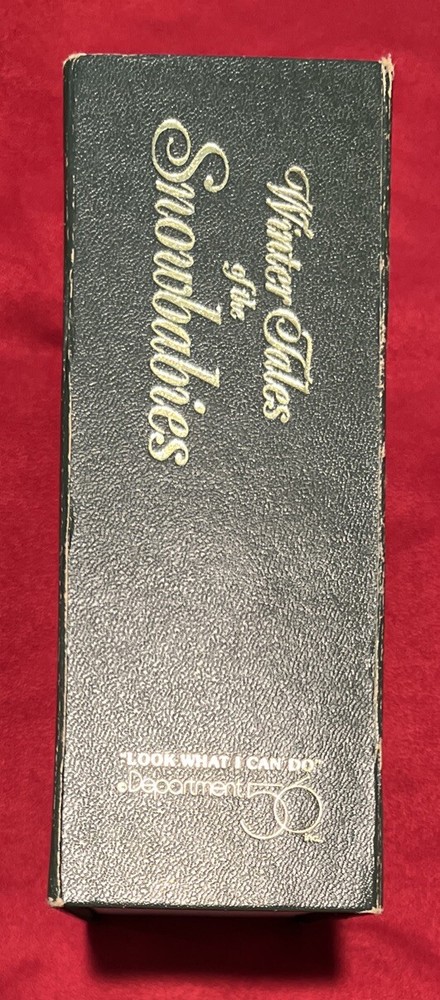 Winter Tales
of the
Snowbabies
"LOOK WHAT I CAN DO"
©Department 56